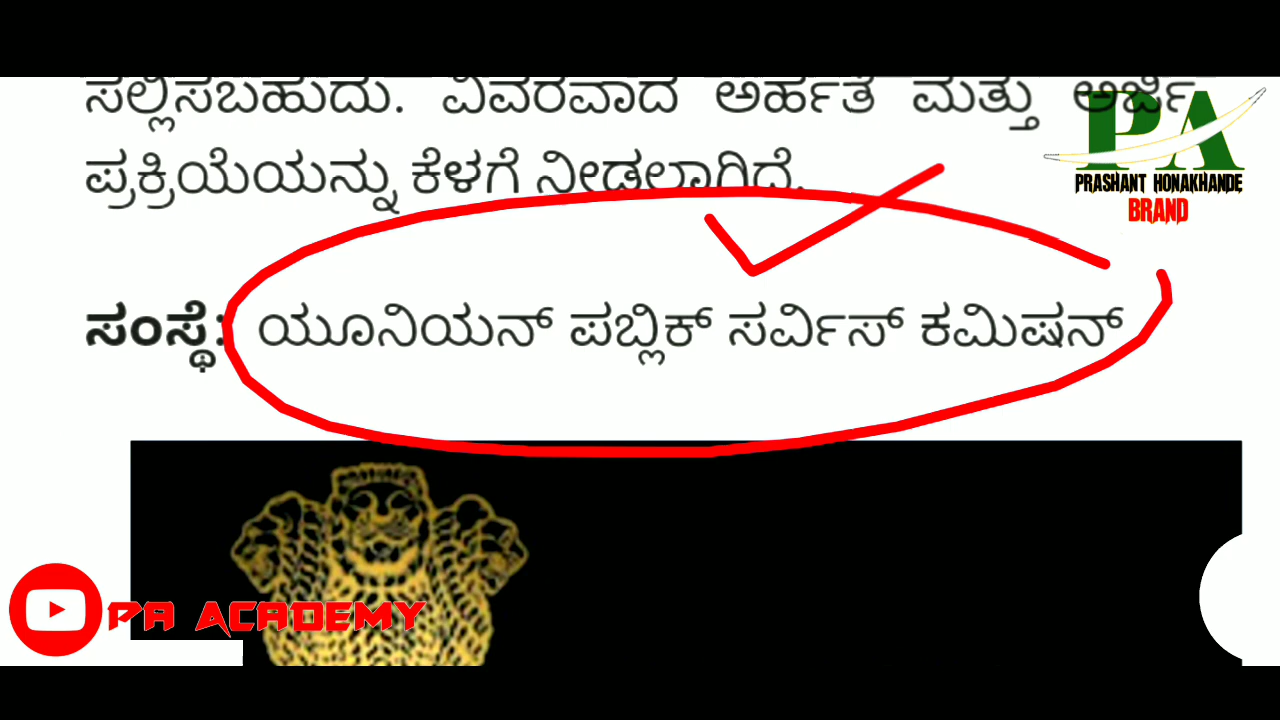 ಸಲ್ಲಿಸಬಹುದು. ವಿವರವಾದ ಅರ್ಹತೆ ಮತ್ತು ಅರ್ಜಿ
ಪ್ರಕ್ರಿಯೆಯನ್ನು ಕೆಳಗೆ ನೀಡಲಾಗಿದೆ.
PA
PRASHANT HONAKHANDE
BRAND
ಸಂಸ್ಥೆ: ಯೂನಿಯನ್ ಪಬ್ಲಿಕ್ ಸರ್ವಿಸ್ ಕಮಿಷನ್
PA ACADEMY